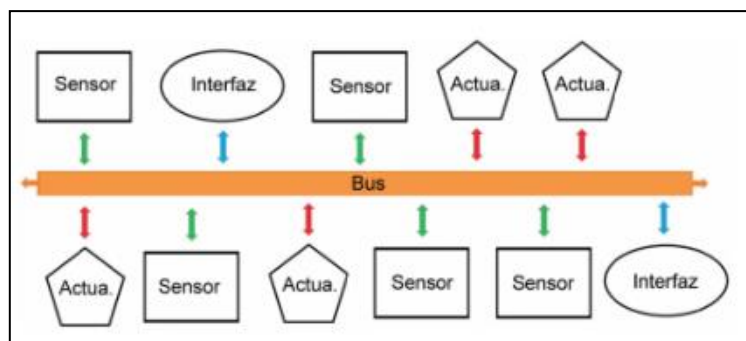 Sensor
Interfaz
Sensor
Actua.
Actua.
Bus
Actua.
Sensor
Actua.
Sensor
Sensor
Interfaz